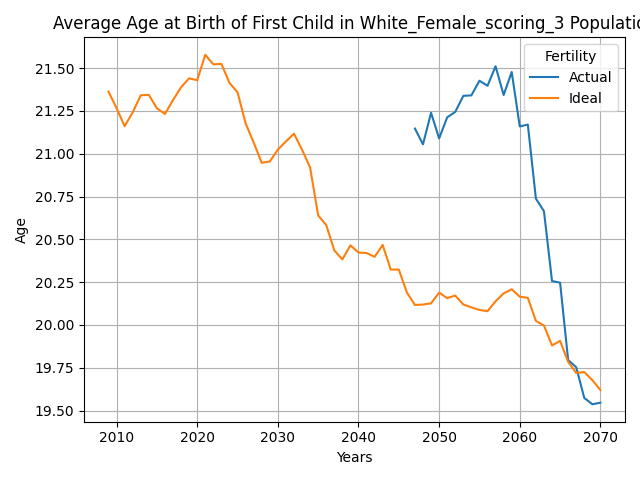 Average Age at Birth of First Child in White_Female_scoring_3 Populatio
21.50
21.25
21.00
20.75
20.50
20.25
20.00
19.75
19.50
Age
Fertility
Actual
Ideal
2010 2020 2030 2040 2050 2060 2070
Years